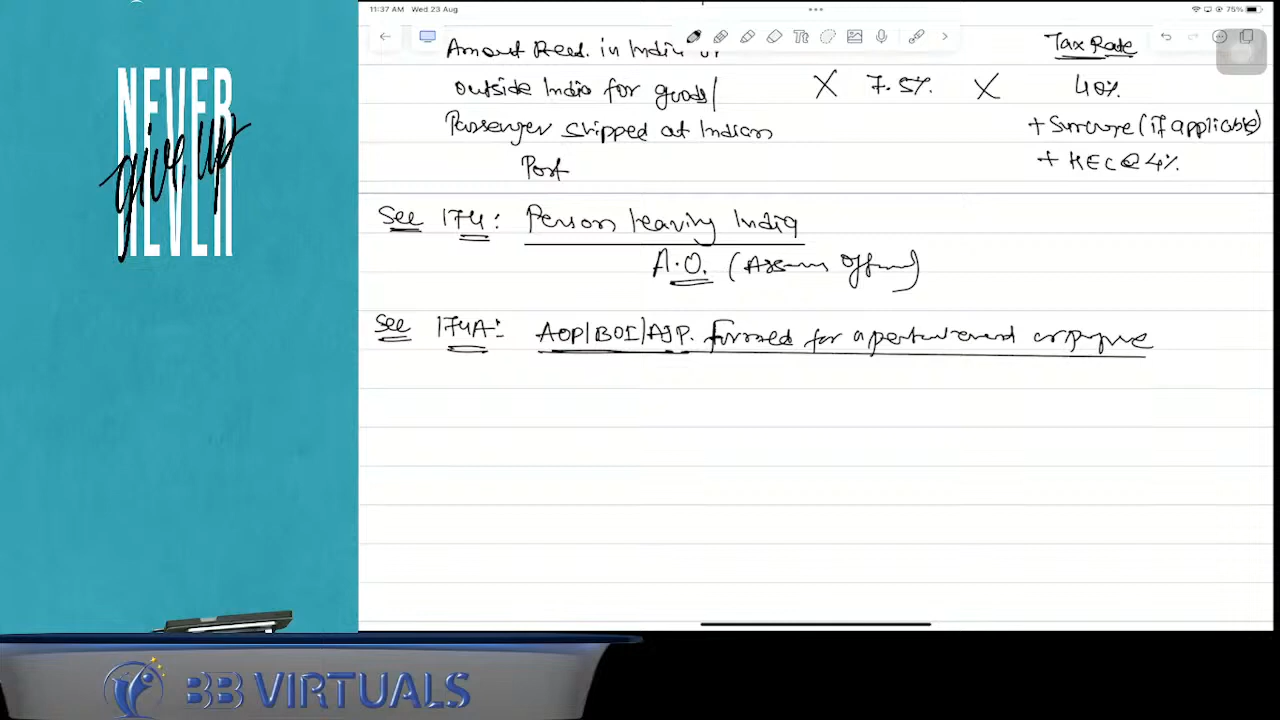 11:37 AM Wed 23 Aug
75%
Amount Recd. in India or
outside India for goods/
Passenger shipped at Indian
Port
X 7.5% X
Tax Rate
40%
+ Surcharge (if applicable)
+ HEC @ 4%
Sec 174: Person leaving India
A.O. (Assessing Officer)
Sec 174A: AOP/BOI/AJP. formed for a particular event or purpose
NEVER
give up
NEVER
BB VIRTUALS